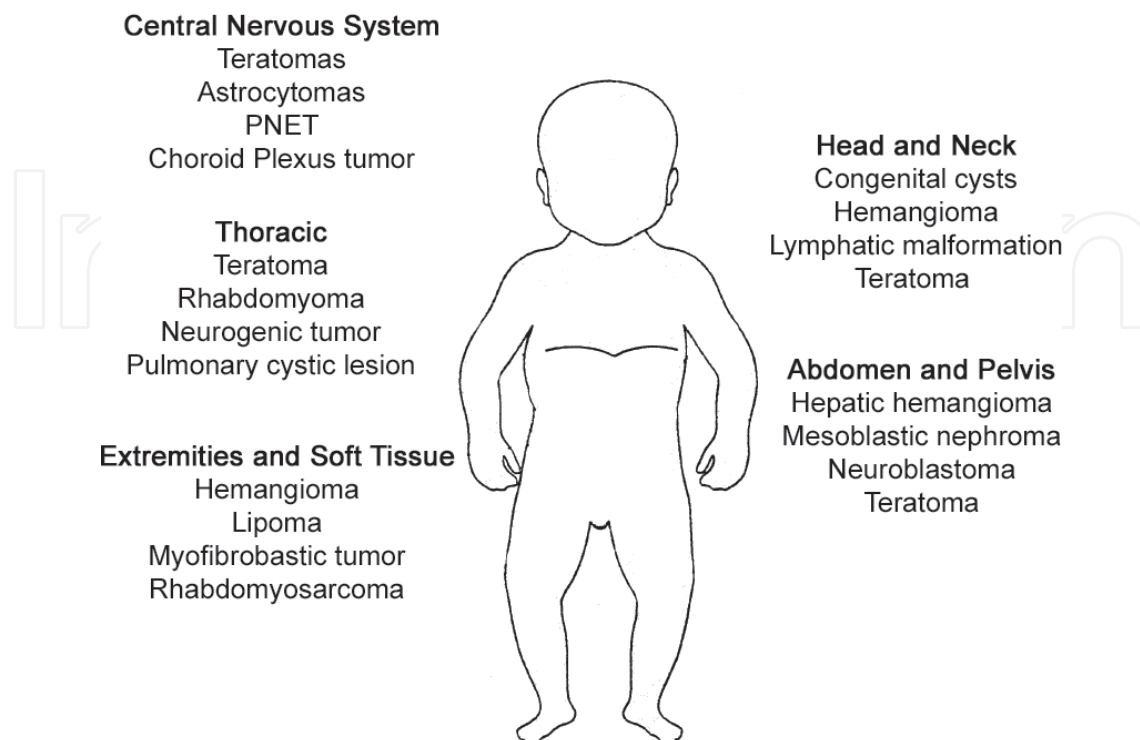 Central Nervous System
Teratomas
Astrocytomas
PNET
Choroid Plexus tumor
Thoracic
Teratoma
Rhabdomyoma
Neurogenic tumor
Pulmonary cystic lesion
Extremities and Soft Tissue
Hemangioma
Lipoma
Myofibrobastic tumor
Rhabdomyosarcoma
Head and Neck
Congenital cysts
Hemangioma
Lymphatic malformation
Teratoma
Abdomen and Pelvis
Hepatic hemangioma
Mesoblastic nephroma
Neuroblastoma
Teratoma